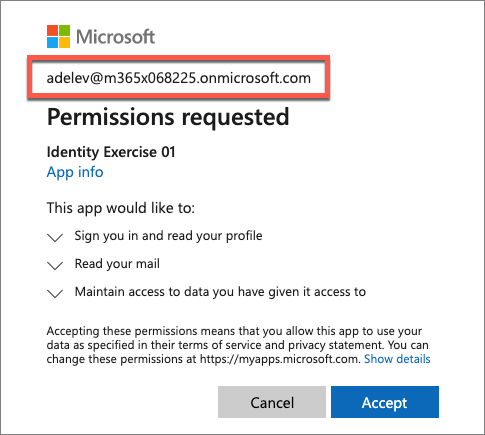 Microsoft
adelev@m365x068225.onmicrosoft.com
Permissions requested
Identity Exercise 01
App info
This app would like to:
Sign you in and read your profile
Read your mail
Maintain access to data you have given it access to
Accepting these permissions means that you allow this app to use your
data as specified in their terms of service and privacy statement. You can
change these permissions at https://myapps.microsoft.com. Show details
Cancel Accept